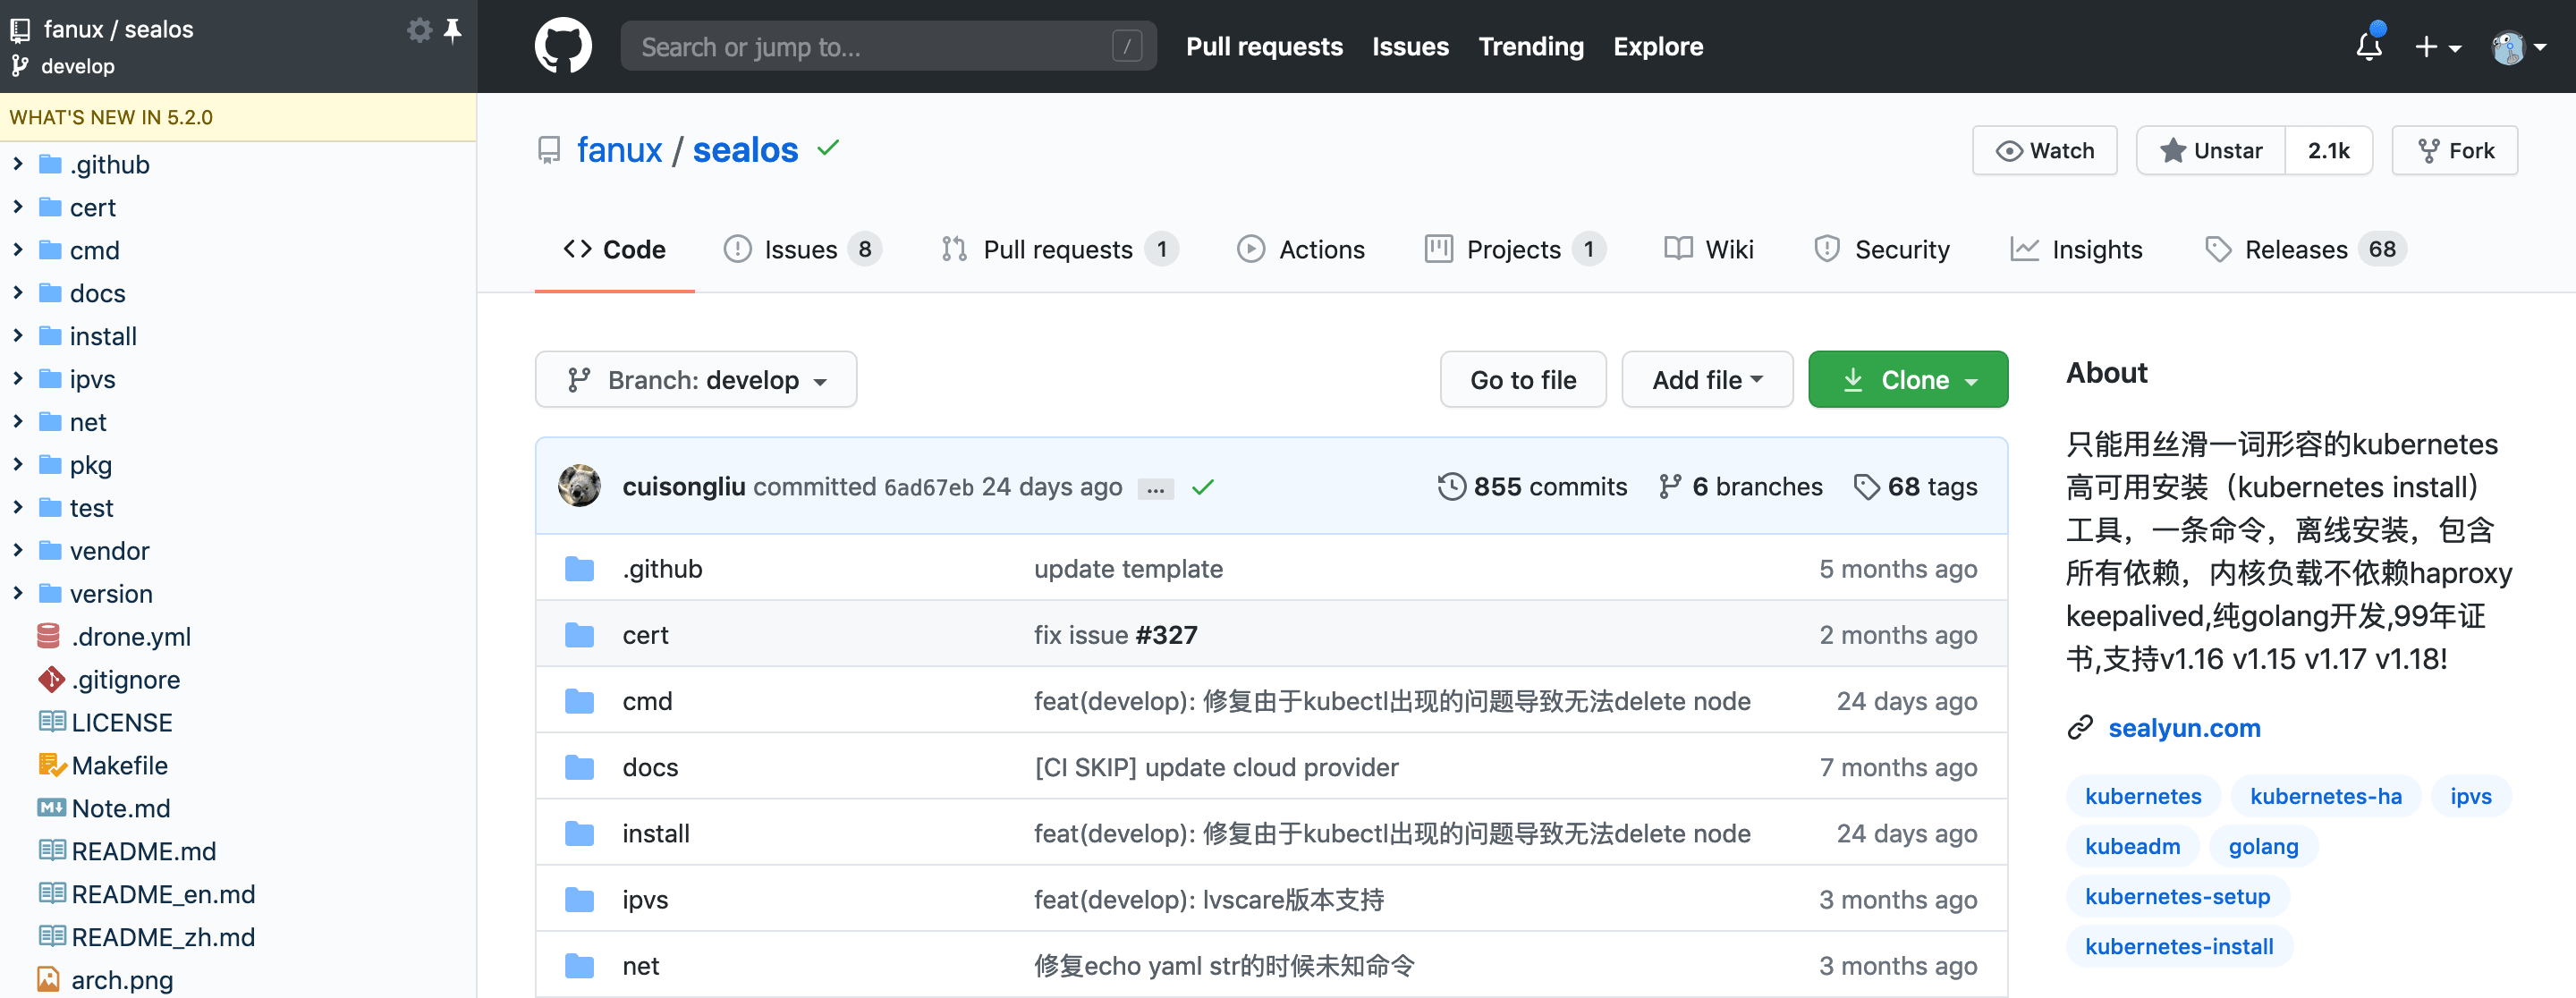 fanux / sealos
develop
WHAT'S NEW IN 5.2.0
.github
cert
cmd
docs
install
ipvs
net
pkg
test
vendor
version
.drone.yml
.gitignore
LICENSE
Makefile
Note.md
README.md
README_en.md
README_zh.md
arch.png
Search or jump to... /
Pull requests Issues Trending Explore
fanux / sealos
Watch Unstar 2.1k Fork
Code Issues 8 Pull requests 1 Actions Projects 1 Wiki Security Insights Releases 68
Branch: develop Go to file Add file Clone
cuisongliu committed 6ad67eb 24 days ago ... 855 commits 6 branches 68 tags
.github update template 5 months ago
cert fix issue #327 2 months ago
cmd feat(develop): 修复由于kubectl出现的问题导致无法delete node 24 days ago
docs [CI SKIP] update cloud provider 7 months ago
install feat(develop): 修复由于kubectl出现的问题导致无法delete node 24 days ago
ipvs feat(develop): lvscare版本支持 3 months ago
net 修复echo yaml str的时候未知命令 3 months ago
About
只能用丝滑一词形容的kubernetes
高可用安装（kubernetes install）
工具，一条命令，离线安装，包含
所有依赖，内核负载不依赖haproxy
keepalived,纯golang开发,99年证
书,支持v1.16 v1.15 v1.17 v1.18!
sealyun.com
kubernetes kubernetes-ha ipvs
kubeadm golang
kubernetes-setup
kubernetes-install